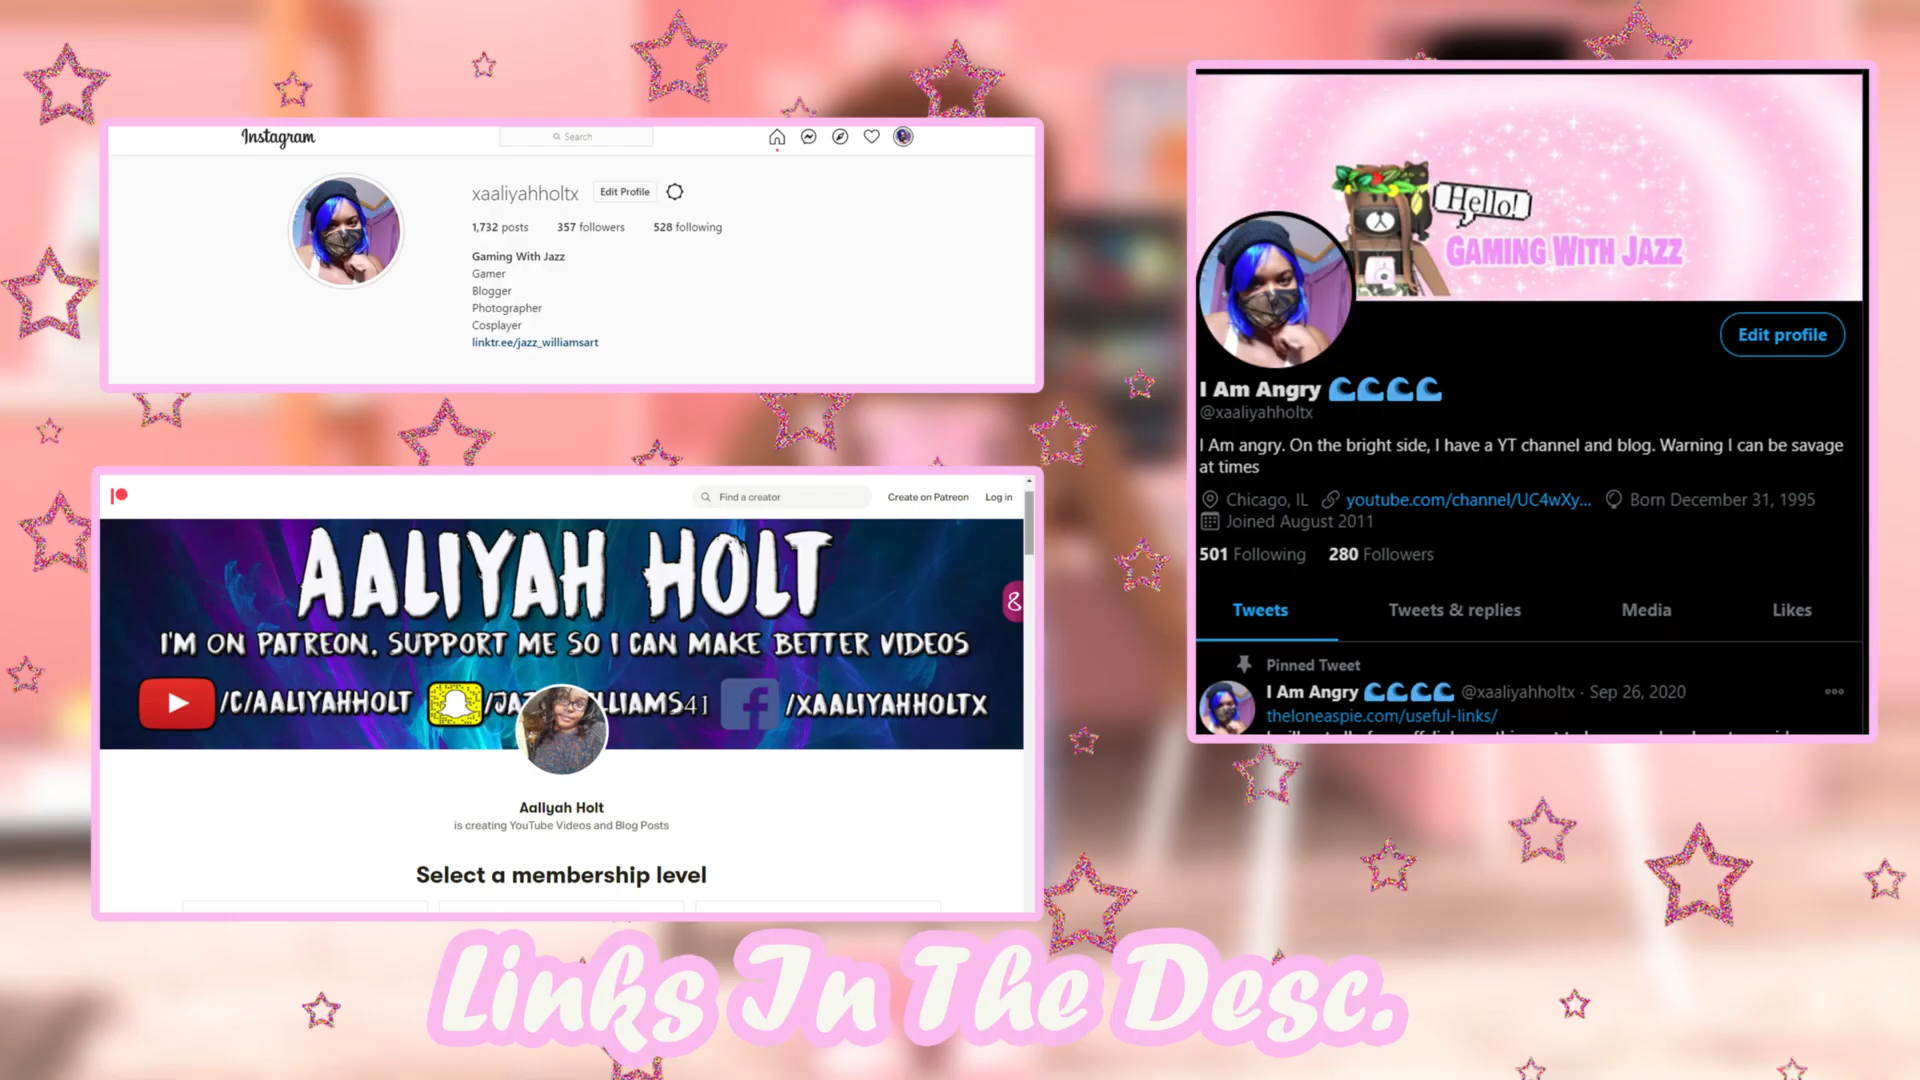 Instagram
Search
xaaliyahholtx Edit Profile
1,732 posts 357 followers 528 following
Gaming With Jazz
Gamer
Blogger
Photographer
Cosplayer
linktr.ee/jazz_williamsart
Find a creator Create on Patreon Log in
AALIYAH HOLT
I'M ON PATREON. SUPPORT ME SO I CAN MAKE BETTER VIDEOS
/C/AALIYAHHOLT /XAALIYAHHOLTX
Aaliyah Holt
is creating YouTube Videos and Blog Posts
Select a membership level
Hello!
GAMING WITH JAZZ
Edit profile
I Am Angry 🌊🌊🌊🌊
@xaaliyahholtx
I Am angry. On the bright side, I have a YT channel and blog. Warning I can be savage
at times
Chicago, IL youtube.com/channel/UC4wXy... Born December 31, 1995
Joined August 2011
501 Following 280 Followers
Tweets Tweets & replies Media Likes
Pinned Tweet
I Am Angry 🌊🌊🌊🌊 @xaaliyahholtx · Sep 26, 2020
theloneaspie.com/useful-links/
Links In The Desc.